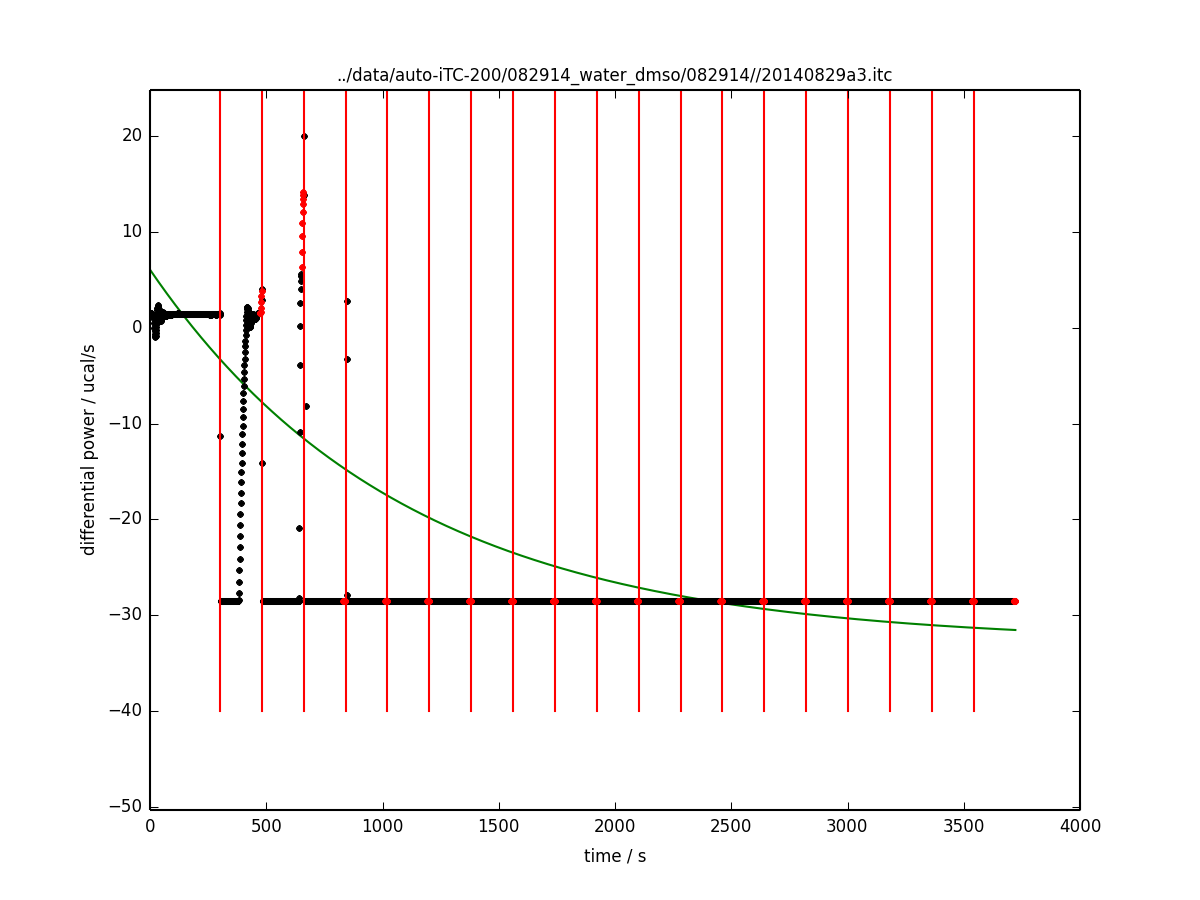 ../data/auto-iTC-200/082914_water_dmso/082914//20140829a3.itc
20
10
0
−10
−20
−30
−40
−50
differential power / ucal/s
0 500 1000 1500 2000 2500 3000 3500 4000
time / s